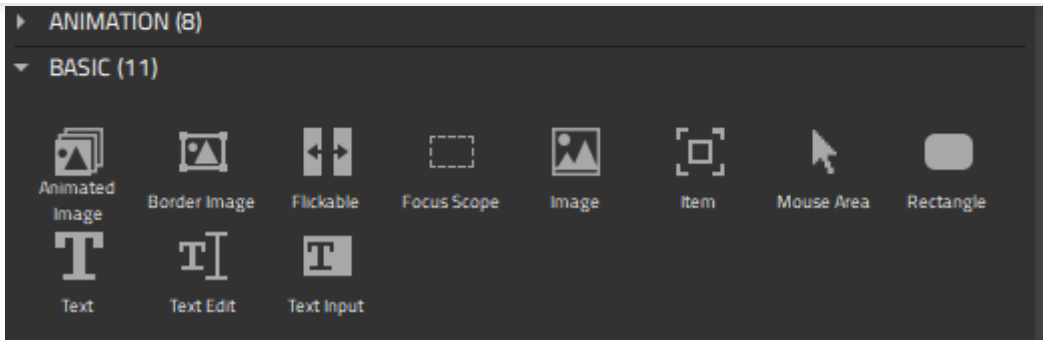 ANIMATION (8)
BASIC (11)
Animated
Image
Border Image
Flickable
Focus Scope
Image
Item
Mouse Area
Rectangle
Text
Text Edit
Text Input